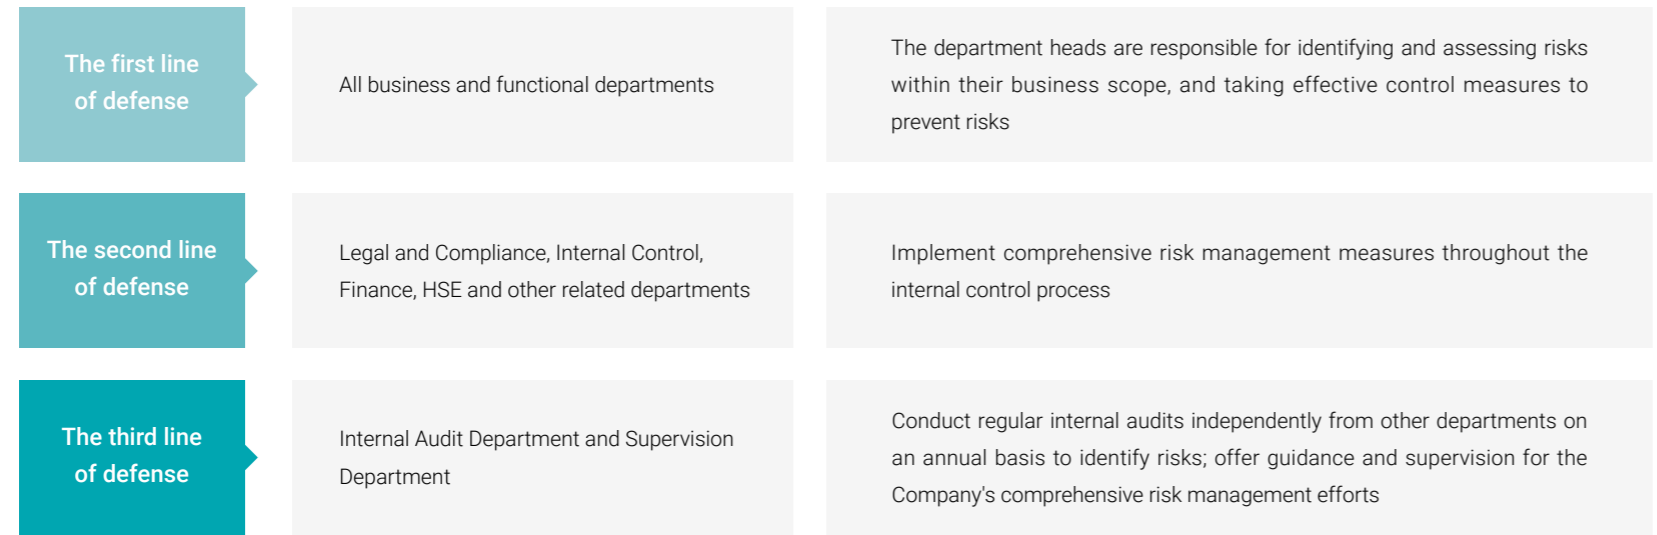 The first line
of defense
All business and functional departments
The department heads are responsible for identifying and assessing risks
within their business scope, and taking effective control measures to
prevent risks
The second line
of defense
Legal and Compliance, Internal Control,
Finance, HSE and other related departments
Implement comprehensive risk management measures throughout the
internal control process
The third line
of defense
Internal Audit Department and Supervision
Department
Conduct regular internal audits independently from other departments on
an annual basis to identify risks; offer guidance and supervision for the
Company's comprehensive risk management efforts